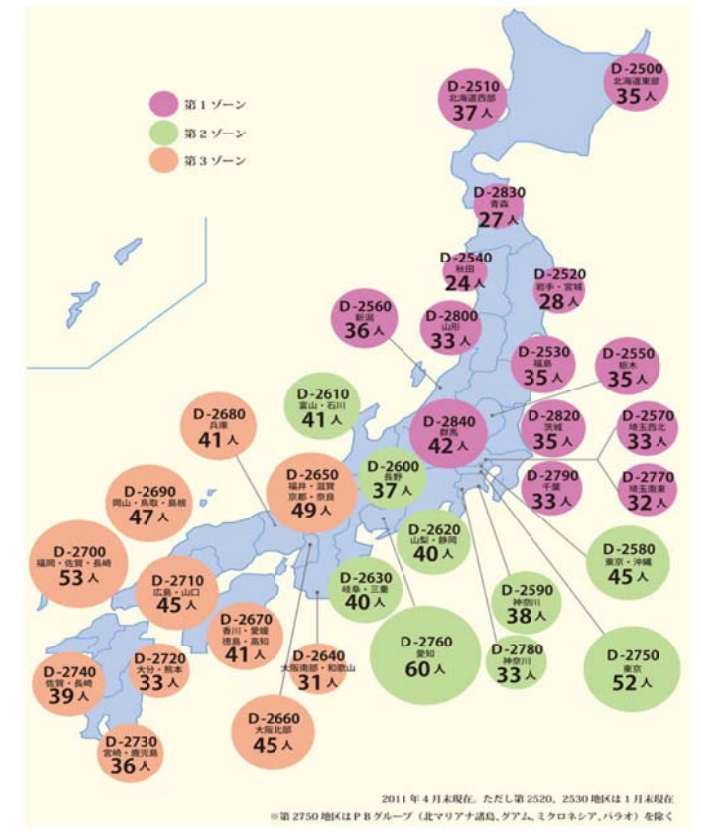 D-2500
北海道東部
35人
D-2510
北海道西部
37人
第1ゾーン
第2ゾーン
第3ゾーン
D-2830
青森
27人
D-2540
秋田
24人
D-2520
岩手・宮城
28人
D-2560
新潟
36人
D-2800
山形
33人
D-2530
福島
35人
D-2550
栃木
35人
D-2610
富山・石川
41人
D-2680
兵庫
41人
D-2840
群馬
42人
D-2820
茨城
35人
D-2570
埼玉西北
33人
D-2650
福井・滋賀
京都・奈良
49人
D-2600
長野
37人
D-2790
千葉
33人
D-2770
埼玉南東
32人
D-2690
岡山・鳥取・島根
47人
D-2620
山梨・静岡
40人
D-2700
福岡・佐賀・長崎
53人
D-2710
広島・山口
45人
D-2630
岐阜・三重
40人
D-2580
東京・沖縄
45人
D-2590
神奈川
38人
D-2670
香川・愛媛
徳島・高知
41人
D-2640
大阪南部・和歌山
31人
D-2760
愛知
60人
D-2780
神奈川
33人
D-2750
東京
52人
D-2740
佐賀・長崎
39人
D-2720
大分・熊本
33人
D-2660
大阪北部
45人
D-2730
宮崎・鹿児島
36人
2011年4月末現在。ただし第2520、2530地区は1月末現在
※第2750地区はPBグループ（北マリアナ諸島、グアム、ミクロネシア、パラオ）を除く